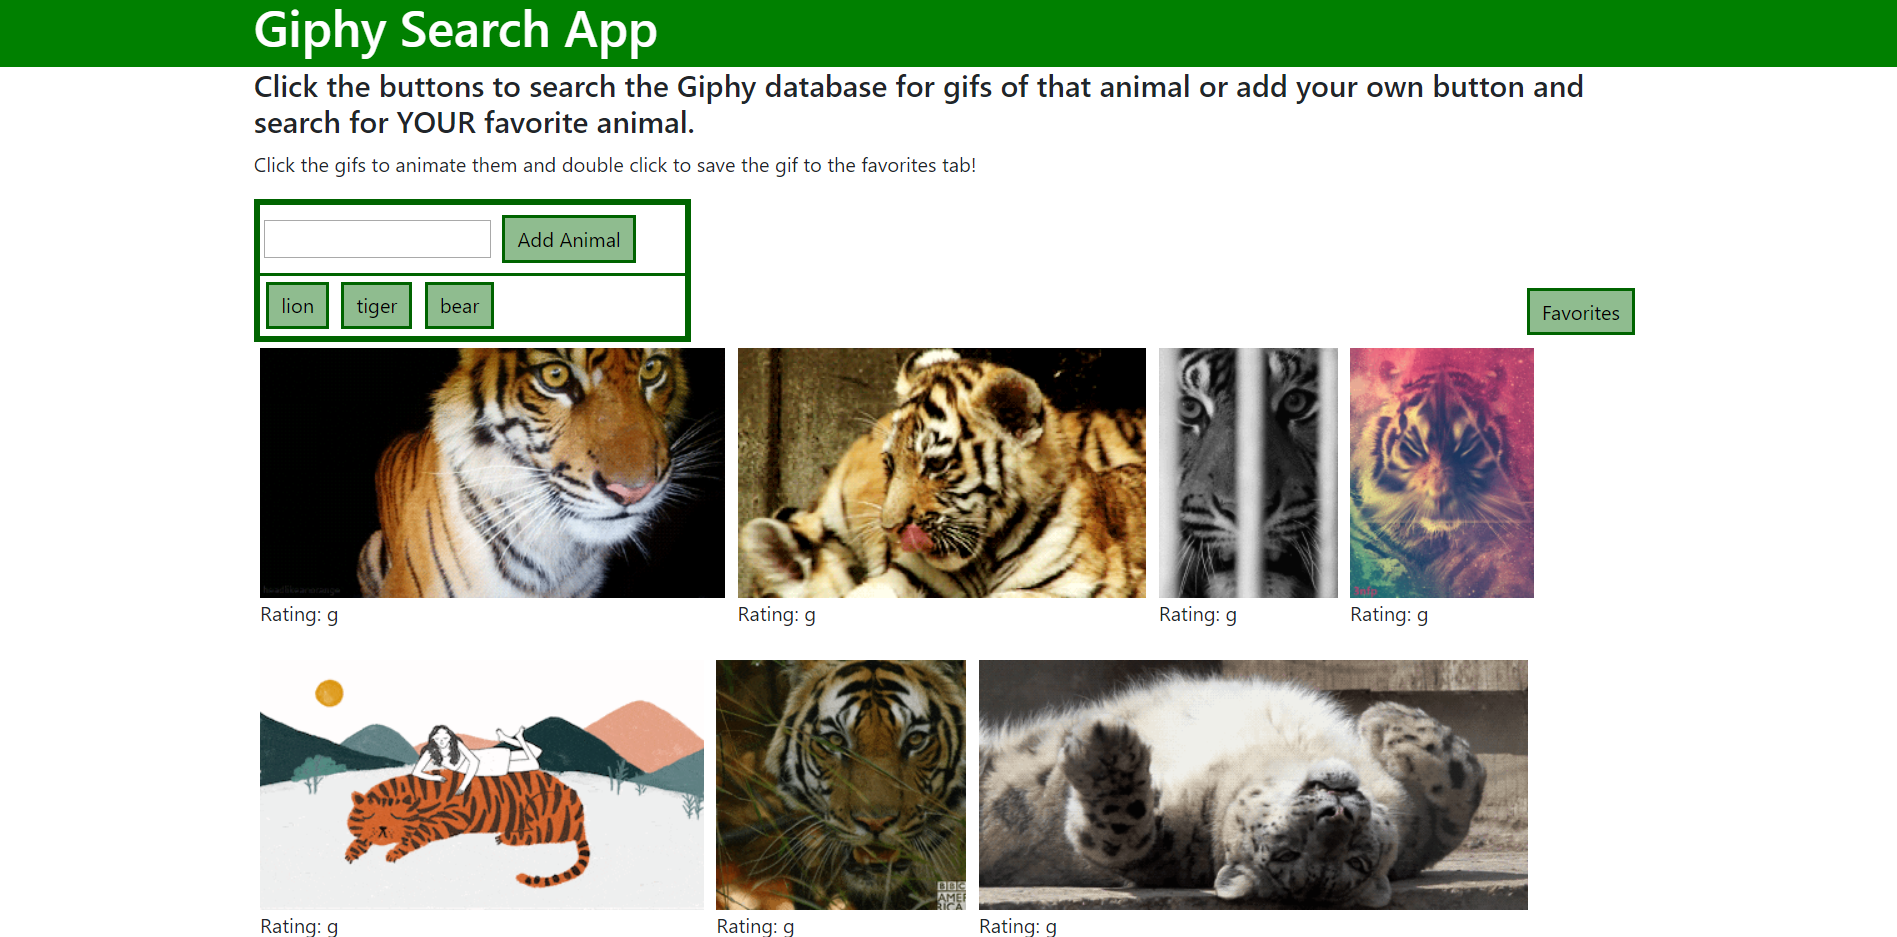 Giphy Search App
Click the buttons to search the Giphy database for gifs of that animal or add your own button and
search for YOUR favorite animal.
Click the gifs to animate them and double click to save the gif to the favorites tab!
Add Animal
lion tiger bear
Favorites
Rating: g
Rating: g
Rating: g
Rating: g
BBC
AMER
RICA
Rating: g
Rating: g
Rating: g